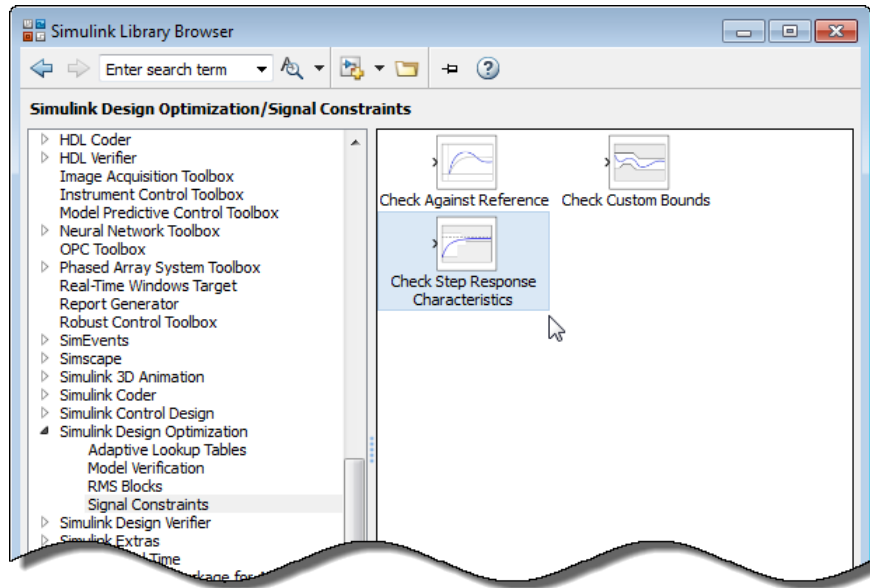 Simulink Library Browser
Enter search term
Simulink Design Optimization/Signal Constraints
HDL Coder
HDL Verifier
Image Acquisition Toolbox
Instrument Control Toolbox
Model Predictive Control Toolbox
Neural Network Toolbox
OPC Toolbox
Phased Array System Toolbox
Real-Time Windows Target
Report Generator
Robust Control Toolbox
SimEvents
Simscape
Simulink 3D Animation
Simulink Coder
Simulink Control Design
Simulink Design Optimization
Adaptive Lookup Tables
Model Verification
RMS Blocks
Signal Constraints
Simulink Design Verifier
Simulink Extras
Time
Check Against Reference
Check Custom Bounds
Check Step Response
Characteristics